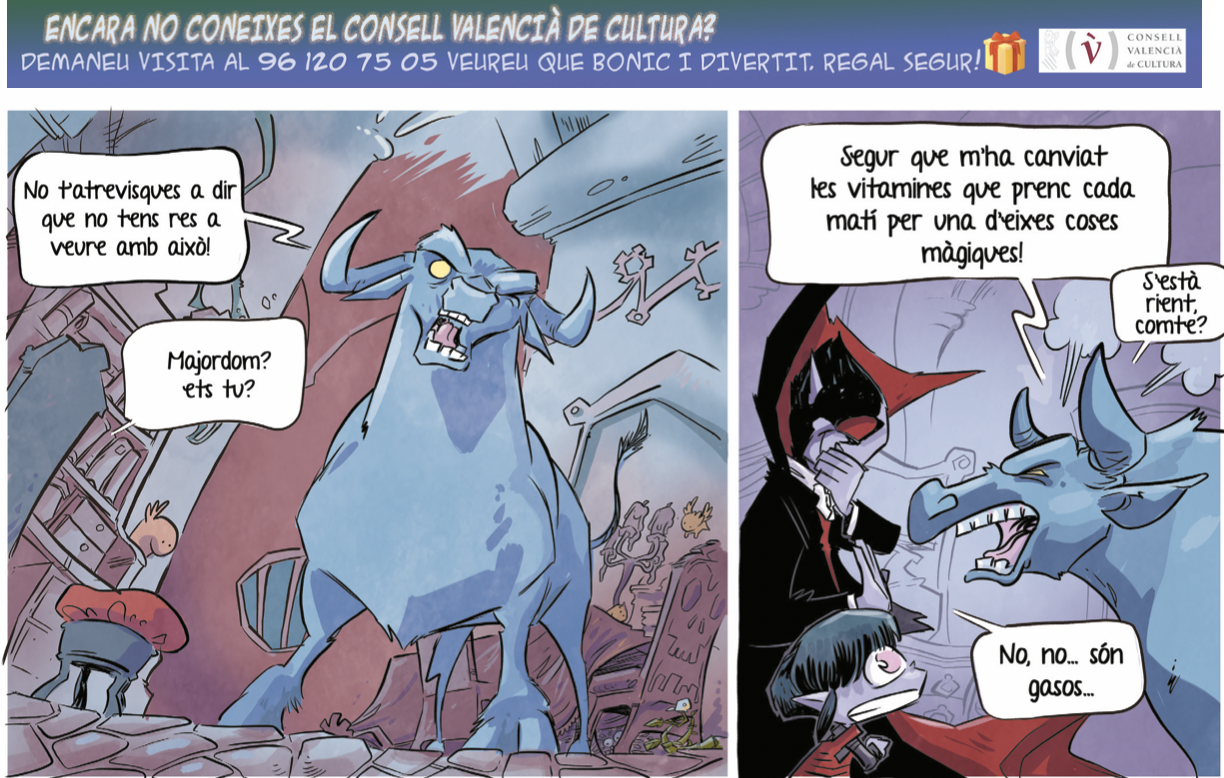 ENCARA NO CONEIXES EL CONSELL VALENCIÀ DE CULTURA?
DEMANEU VISITA AL 96 120 75 05 VEUREU QUE BONIC I DIVERTIT. REGAL SEGUR!
(V̀)
CONSELL
VALENCIÀ
de CULTURA
No t'atrevisques a dir
que no tens res a
veure amb això!
Majordom?
ets tu?
Segur que m'ha canviat
les vitamines que prenc cada
matí per una d'eixes coses
màgiques!
S'està
rient,
comte?
No, no... són
gasos...